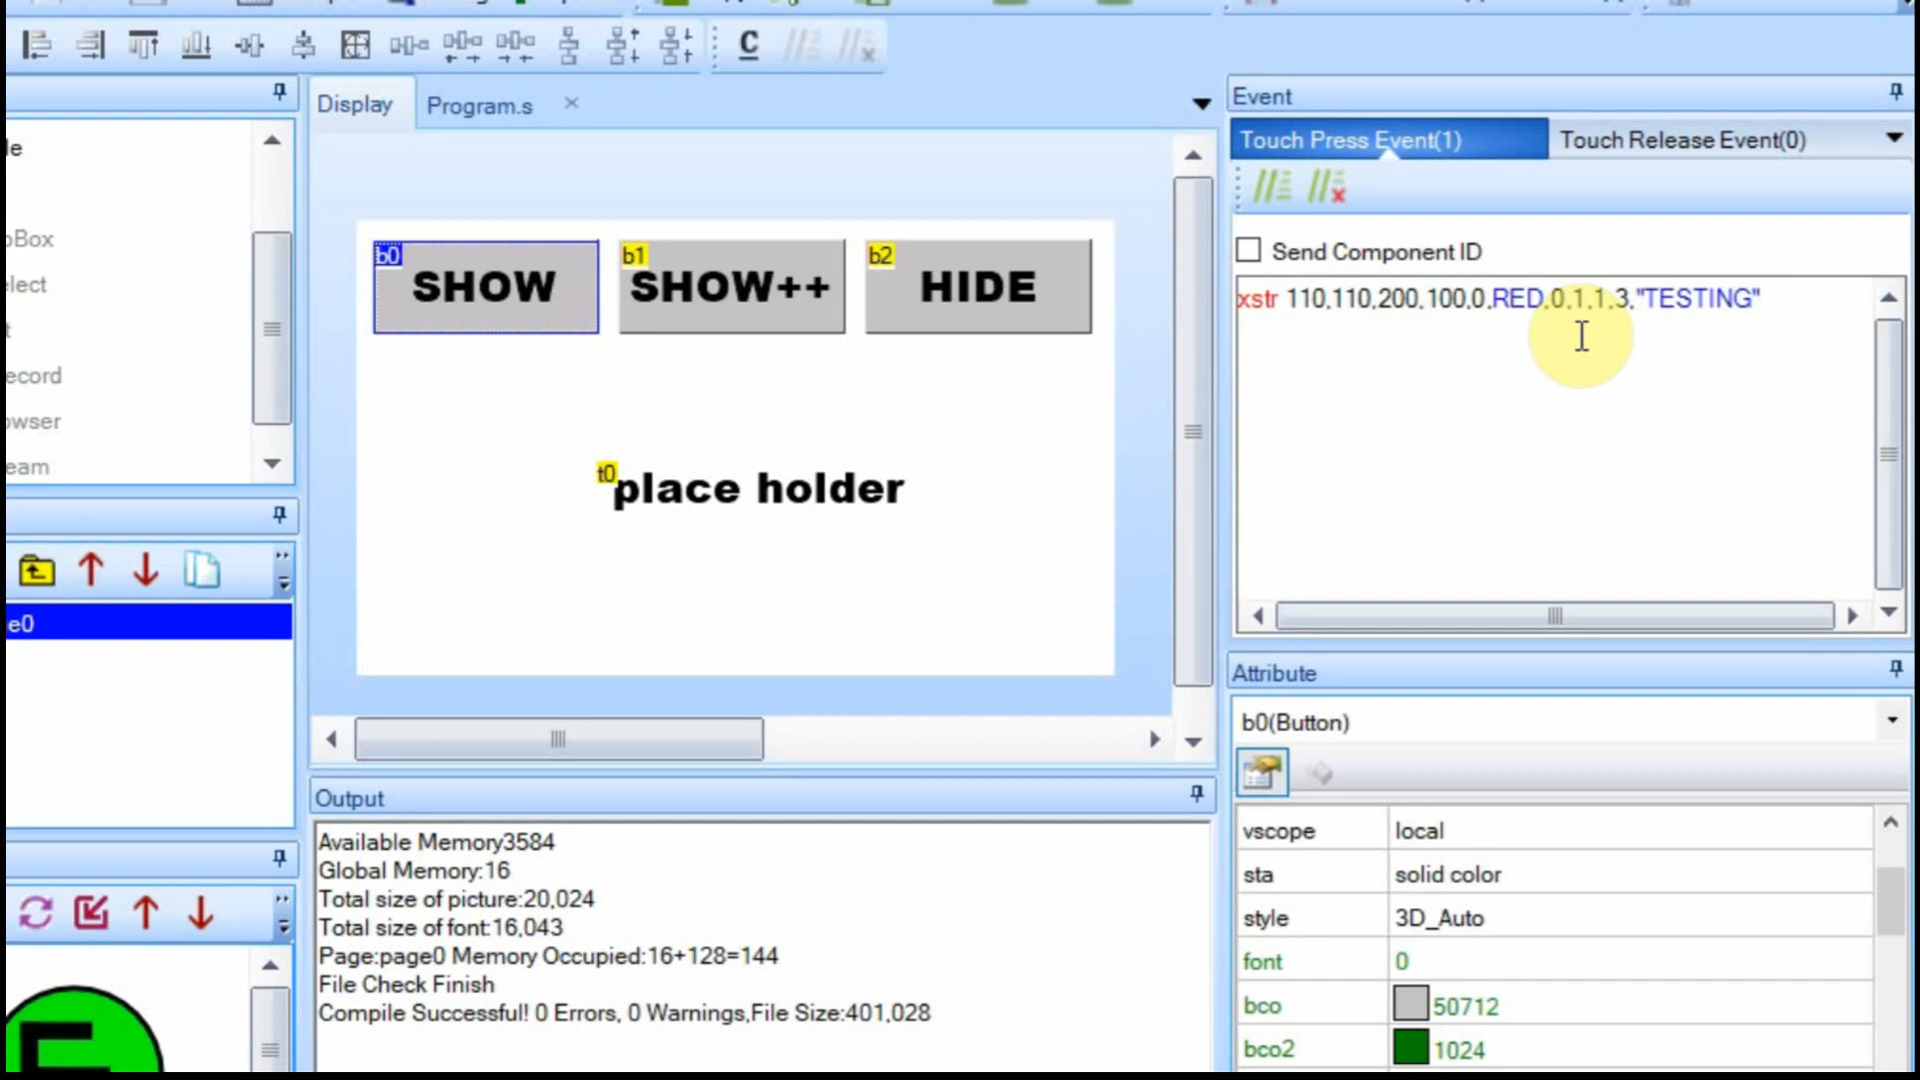 Display
Program.s
Event
Touch Press Event(1)
Touch Release Event(0)
Send Component ID
xstr 110,110,200,100,0,RED,0,1,1,3,"TESTING"
b0
SHOW
b1
SHOW++
b2
HIDE
t0
place holder
le
oBox
elect
t
ecord
owser
eam
e0
Output
Available Memory3584
Global Memory:16
Total size of picture:20,024
Total size of font:16,043
Page:page0 Memory Occupied:16+128=144
File Check Finish
Compile Successful! 0 Errors, 0 Warnings,File Size:401,028
Attribute
b0(Button)
vscope local
sta solid color
style 3D_Auto
font 0
bco 50712
bco2 1024